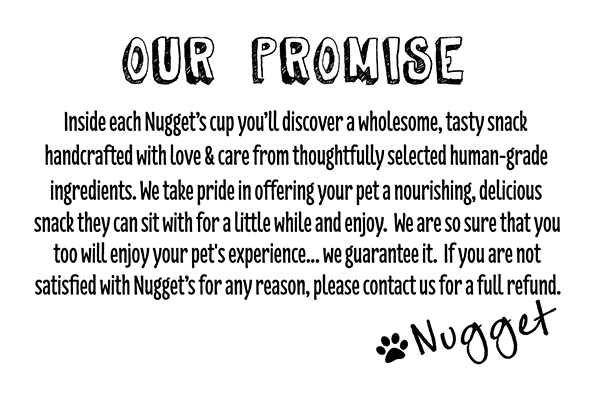 OUR PROMISE
Inside each Nugget’s cup you’ll discover a wholesome, tasty snack
handcrafted with love & care from thoughtfully selected human-grade
ingredients. We take pride in offering your pet a nourishing, delicious
snack they can sit with for a little while and enjoy.  We are so sure that you
too will enjoy your pet's experience... we guarantee it.  If you are not
satisfied with Nugget’s for any reason, please contact us for a full refund.
Nugget